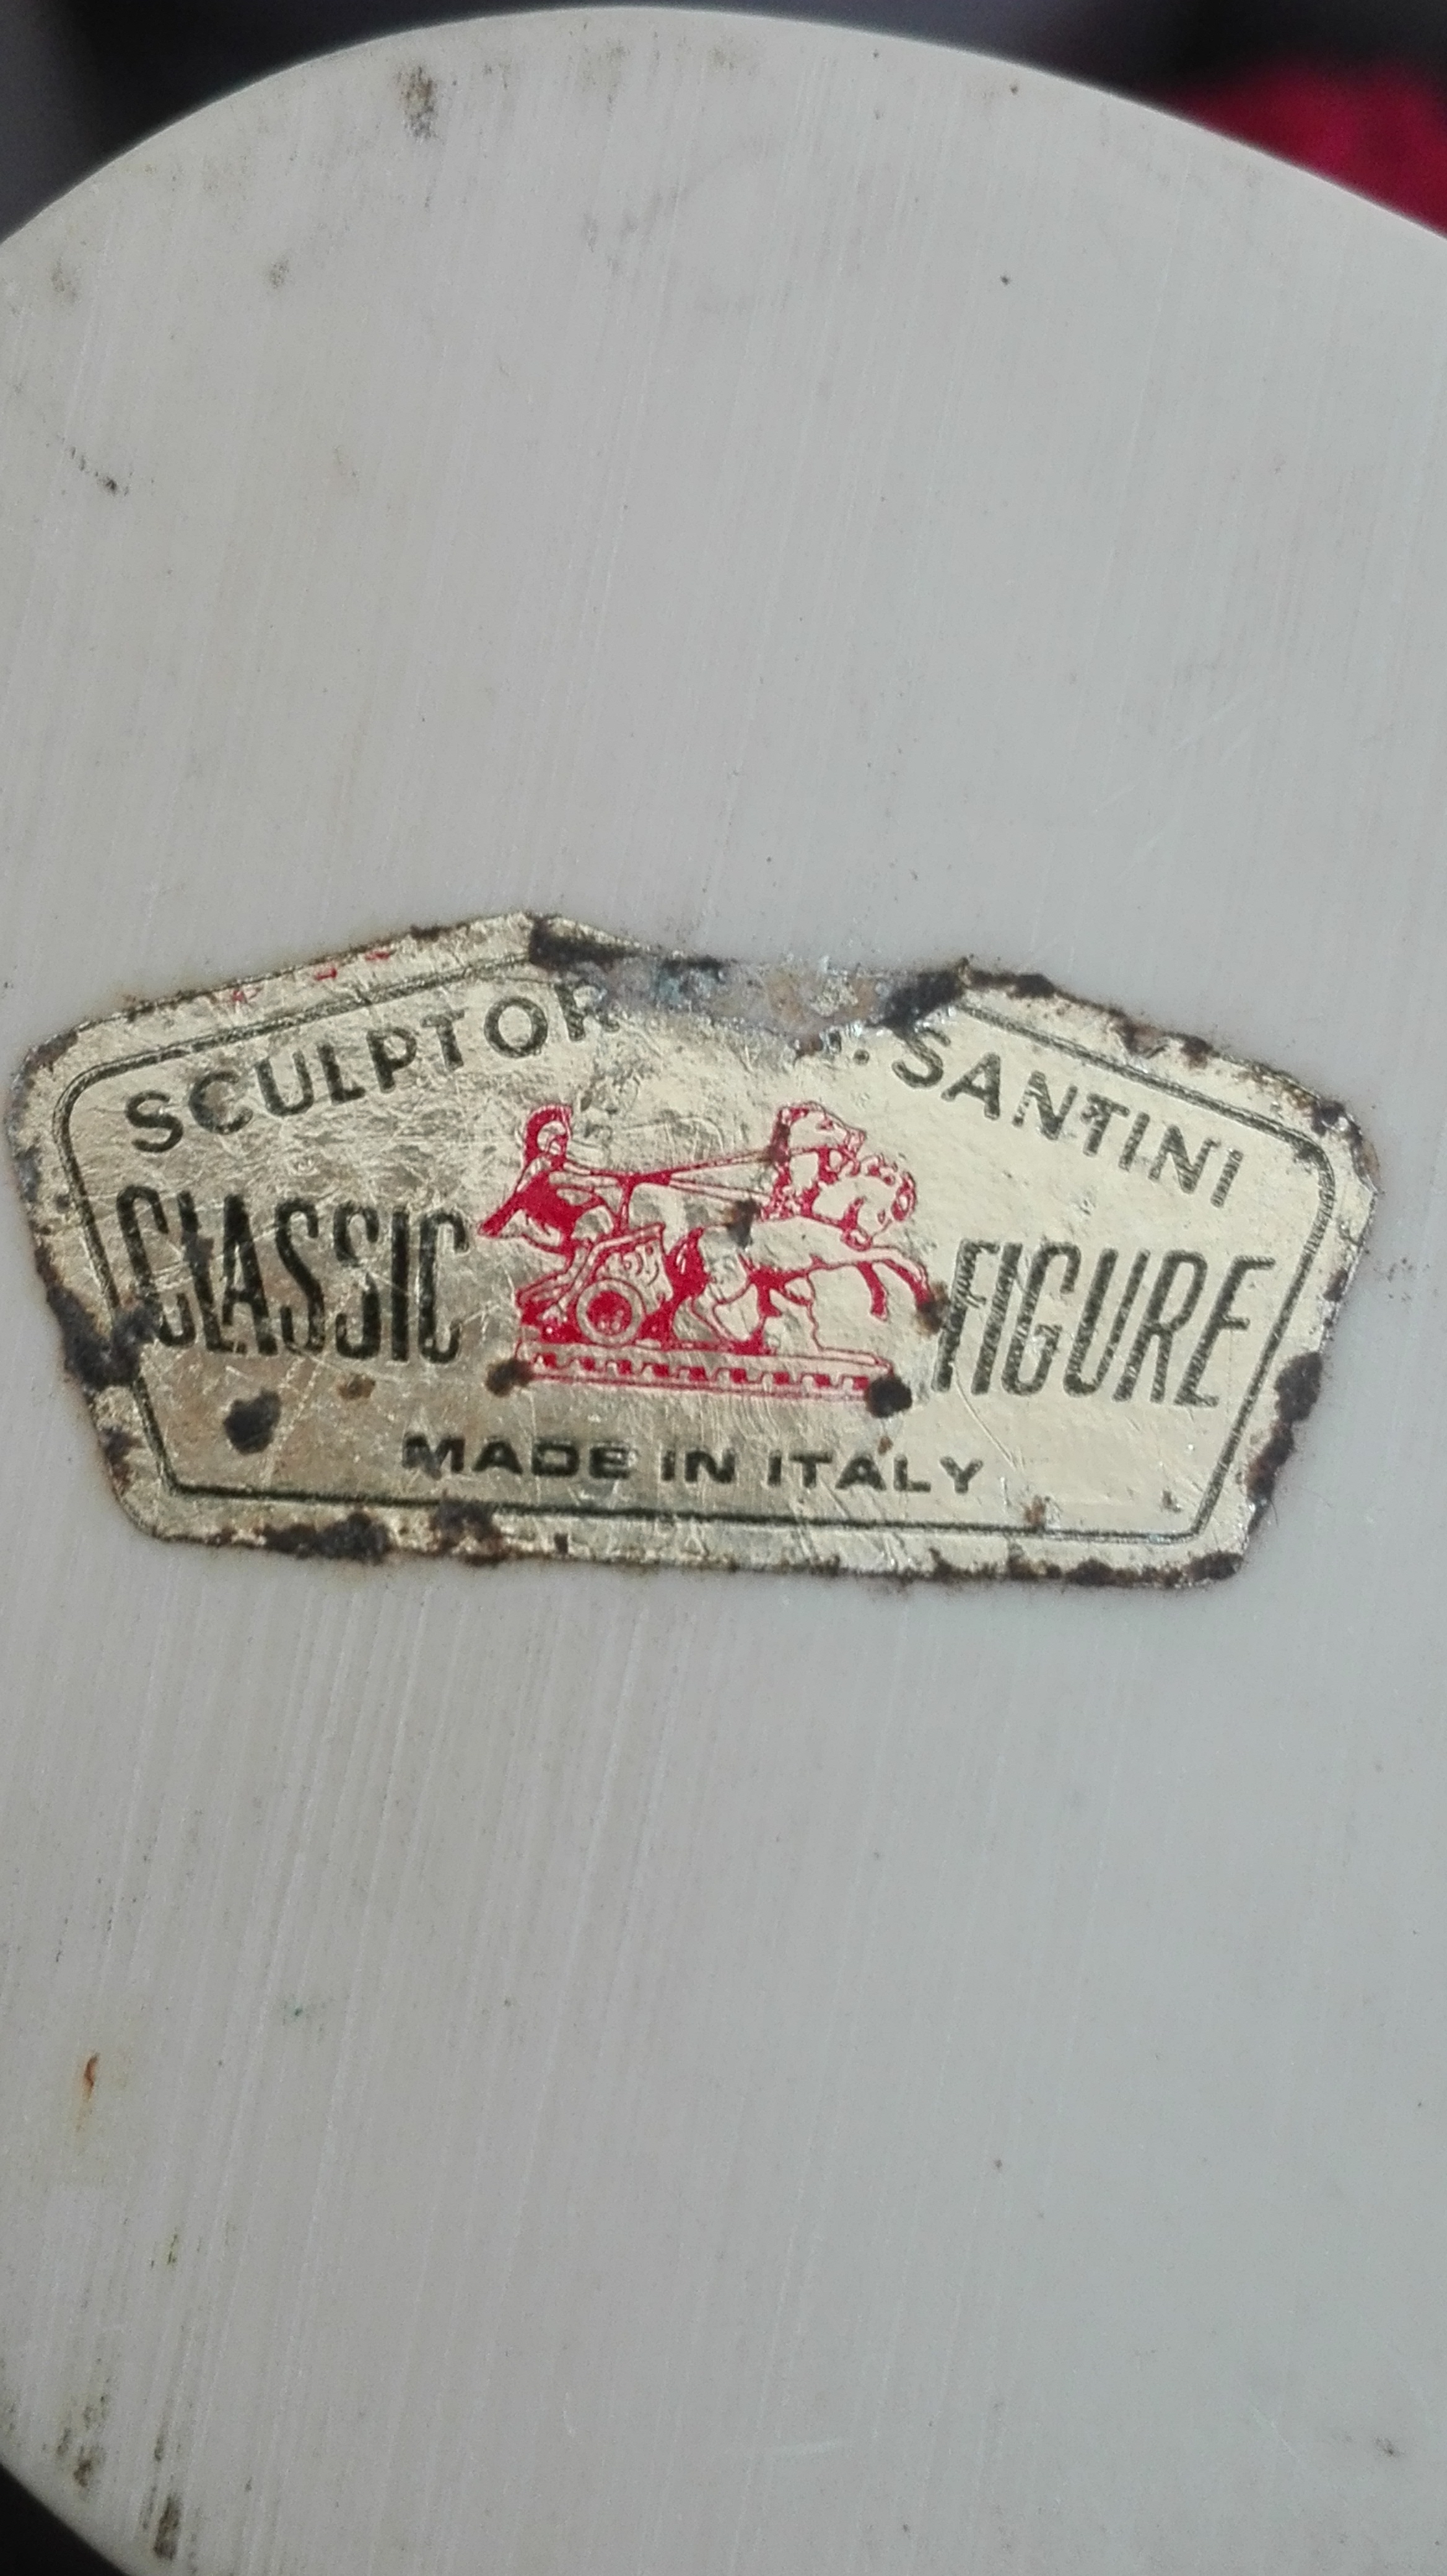 SCULPTOR . SANTINI
CLASSIC FIGURE
MADE IN ITALY